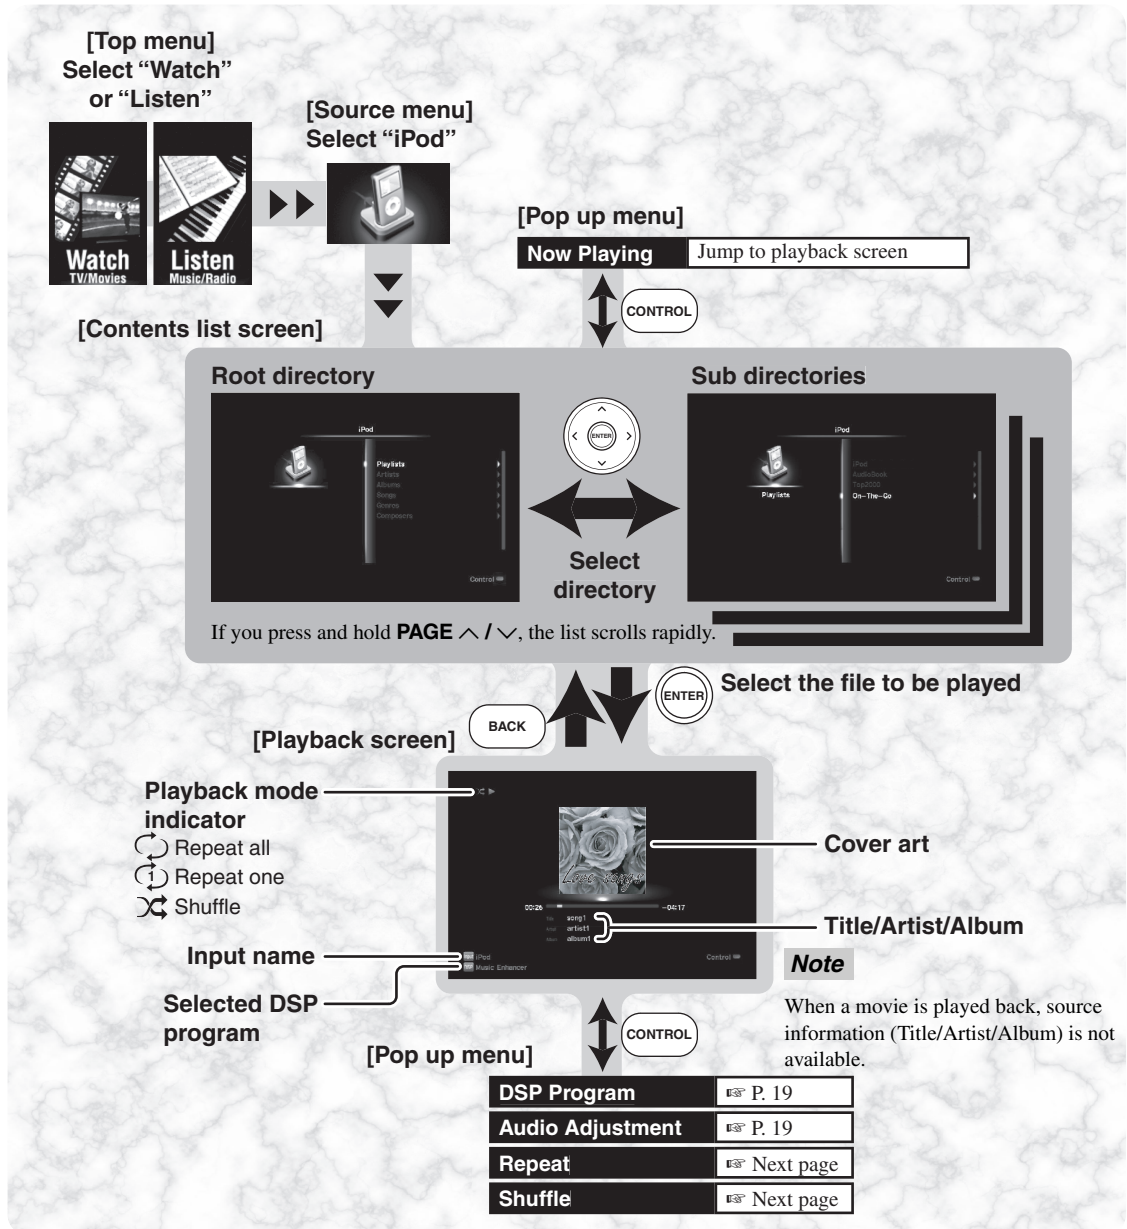 [Top menu]
Select “Watch”
or “Listen”
Watch
TV/Movies
Listen
Music/Radio
[Source menu]
Select “iPod”
[Pop up menu]
Now Playing
Jump to playback screen
CONTROL
[Contents list screen]
Root directory
iPod
Playlists
Artists
Albums
Songs
Genres
Composers
Control
ENTER
Select
directory
Sub directories
iPod
Playlists
iPod
AudioBook
Top2000
On-The-Go
Control
If you press and hold PAGE / , the list scrolls rapidly.
BACK
ENTER
Select the file to be played
[Playback screen]
Playback mode
indicator
Repeat all
1
Repeat one
Shuffle
Input name
Selected DSP
program
Love songs
00:26
-04:17
song1
artist1
album1
iPod
Music Enhancer
Control
Cover art
Title/Artist/Album
Note
When a movie is played back, source
information (Title/Artist/Album) is not
available.
CONTROL
[Pop up menu]
DSP Program
☞ P. 19
Audio Adjustment
☞ P. 19
Repeat
☞ Next page
Shuffle
☞ Next page